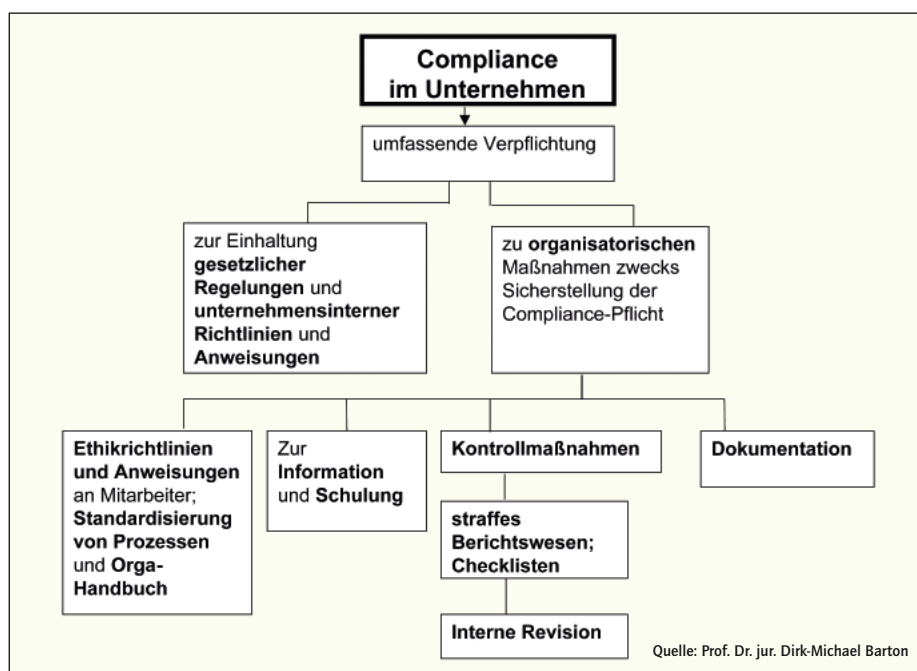 Compliance
im Unternehmen
umfassende Verpflichtung
zur Einhaltung
gesetzlicher
Regelungen und
unternehmensinterner
Richtlinien und
Anweisungen
zu organisatorischen
Maßnahmen zwecks
Sicherstellung der
Compliance-Pflicht
Ethikrichtlinien
und Anweisungen
an Mitarbeiter;
Standardisierung
von Prozessen
und Orga-
Handbuch
Zur
Information
und Schulung
Kontrollmaßnahmen
straffes
Berichtswesen;
Checklisten
Interne Revision
Dokumentation
Quelle: Prof. Dr. jur. Dirk-Michael Barton